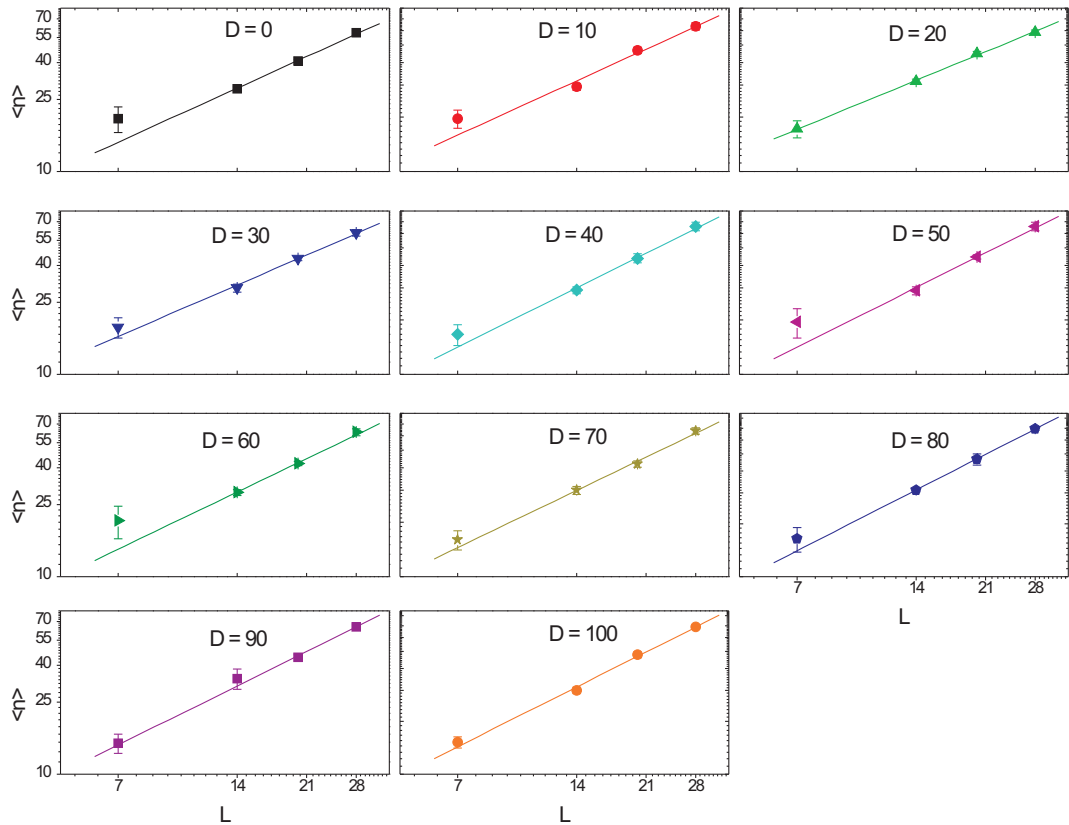 D = 0
D = 10
D = 20
70
55
40
25
10
<n>
D = 30
D = 40
D = 50
70
55
40
25
10
<n>
D = 60
D = 70
D = 80
70
55
40
25
10
<n>
7 14 21 28
L
D = 90
D = 100
70
55
40
25
10
<n>
7 14 21 28
L
7 14 21 28
L